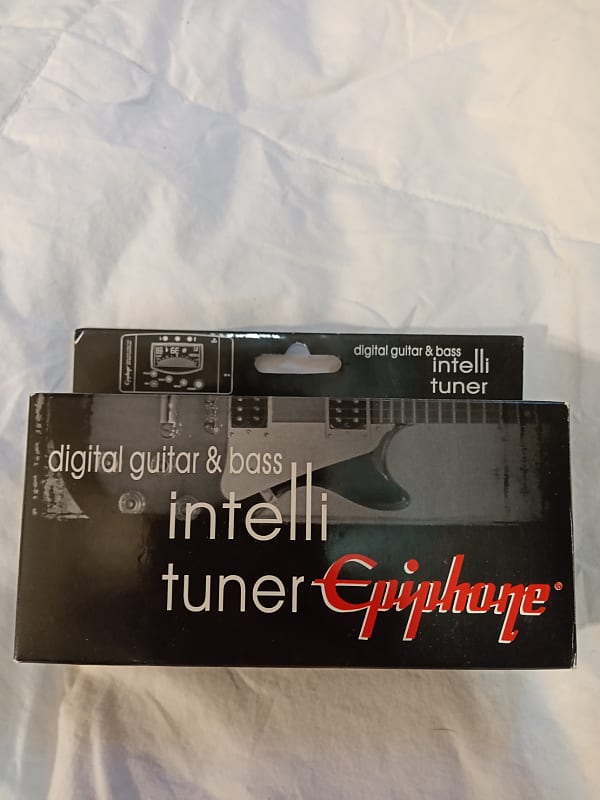 digital guitar & bass
intelli
tuner
digital guitar & bass
intelli
tuner Epiphone®